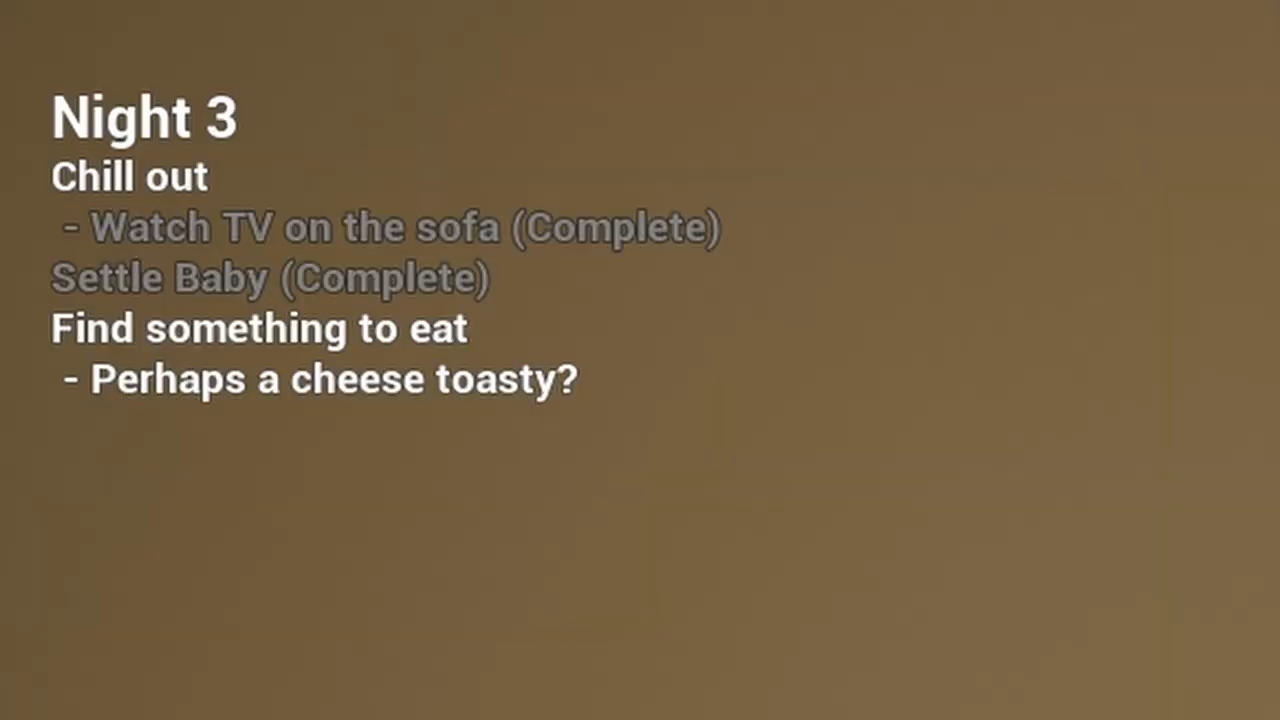 Night 3
Chill out
- Watch TV on the sofa (Complete)
Settle Baby (Complete)
Find something to eat
- Perhaps a cheese toasty?